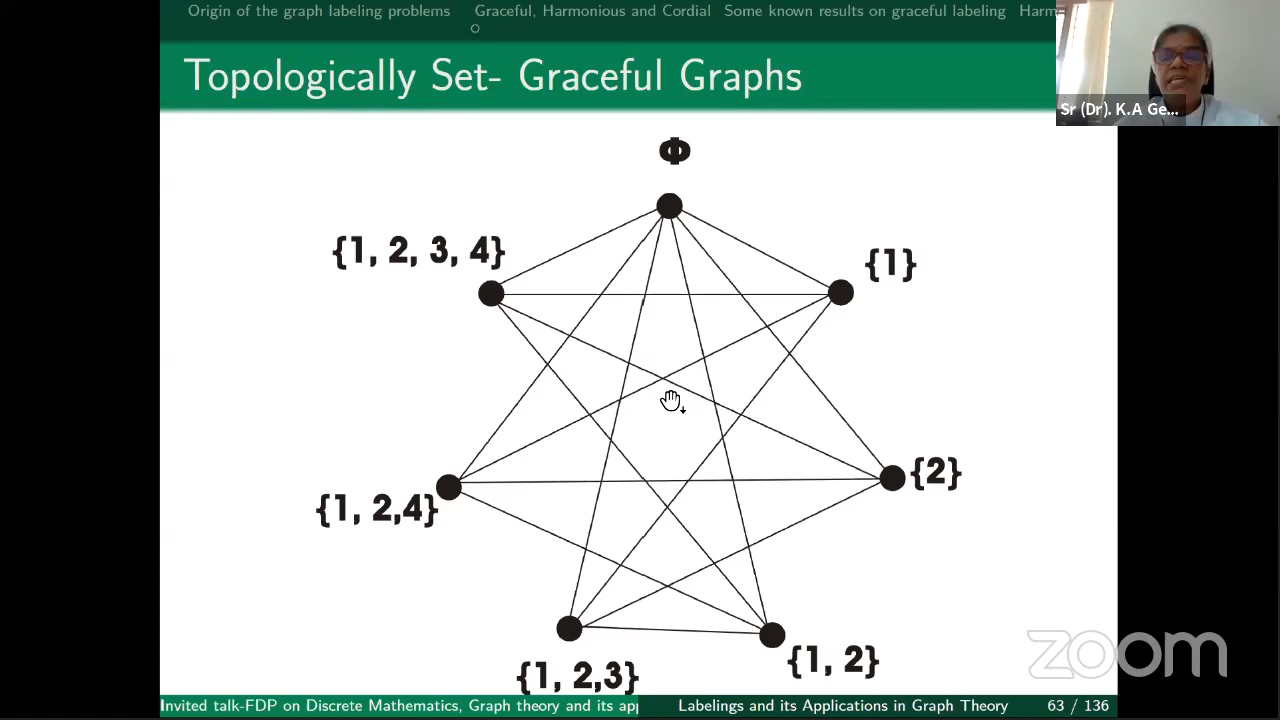 Origin of the graph labeling problems Graceful, Harmonious and Cordial Some known results on graceful labeling Harm
Topologically Set- Graceful Graphs
Sr (Dr). K.A Ge...
Φ
{1, 2, 3, 4}
{1}
{2}
{1, 2,4}
{1, 2,3}
{1, 2}
zoom
Invited talk-FDP on Discrete Mathematics, Graph theory and its app
Labelings and its Applications in Graph Theory 63 / 136